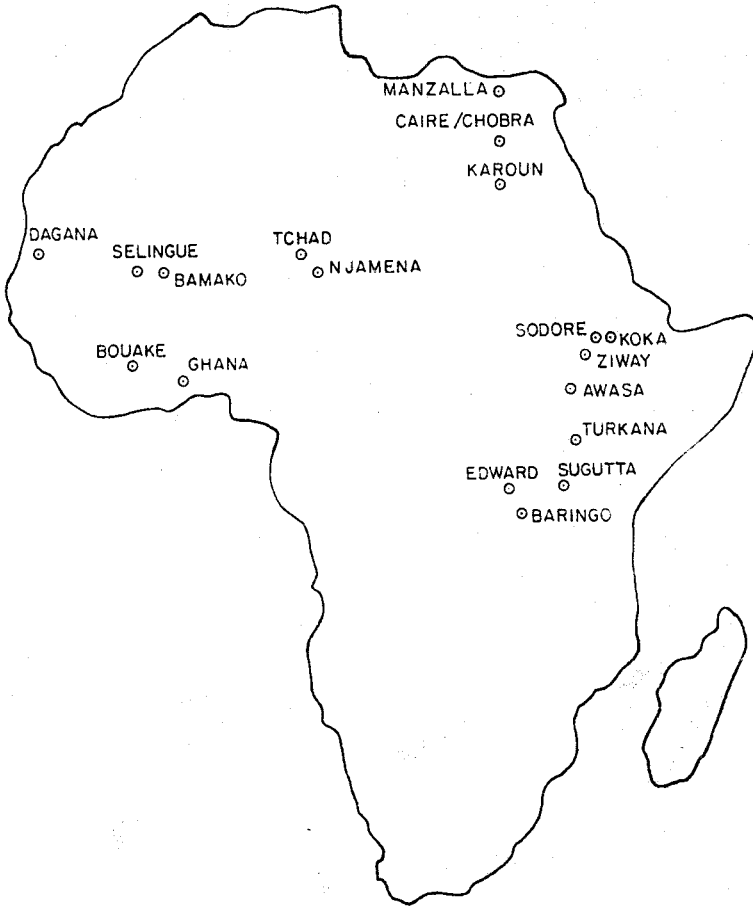 MANZALLA
CAIRE/CHOBRA
KAROUN
DAGANA
SELINGUE
BAMAKO
TCHAD
NJAMENA
BOUAKE
GHANA
SODORE
KOKA
ZIWAY
AWASA
TURKANA
EDWARD
SUGUTTA
BARINGO